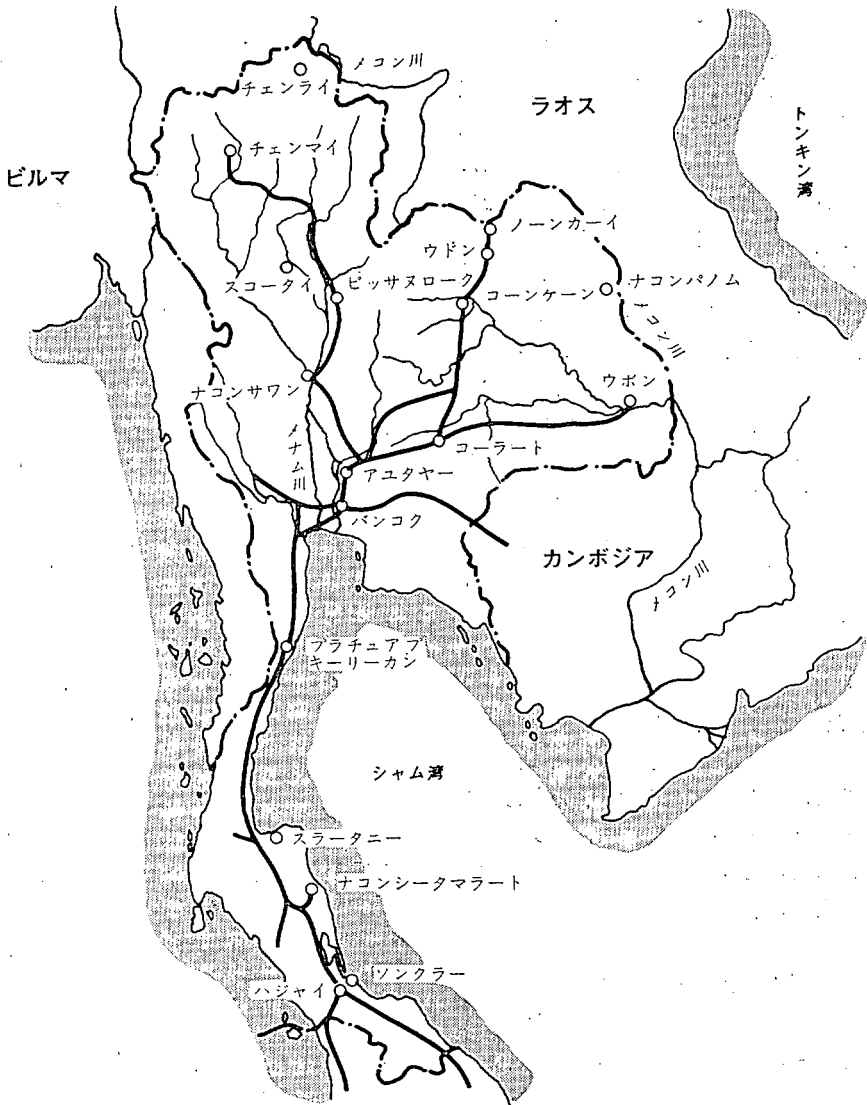 メコン川
チェンライ
ラオス
トンキン湾
チェンマイ
ビルマ
ノーンカーイ
ウドン
スコータイ
ピッサヌローク
コーンケーン
ナコンパノム
メコン川
ナコンサワン
ウボン
メナム川
コーラート
アユタヤー
バンコク
カンボジア
メコン川
プラチュアプ
キーリーカン
シャム湾
スラータニー
ナコンシータマラート
ソンクラー
ハジャイ